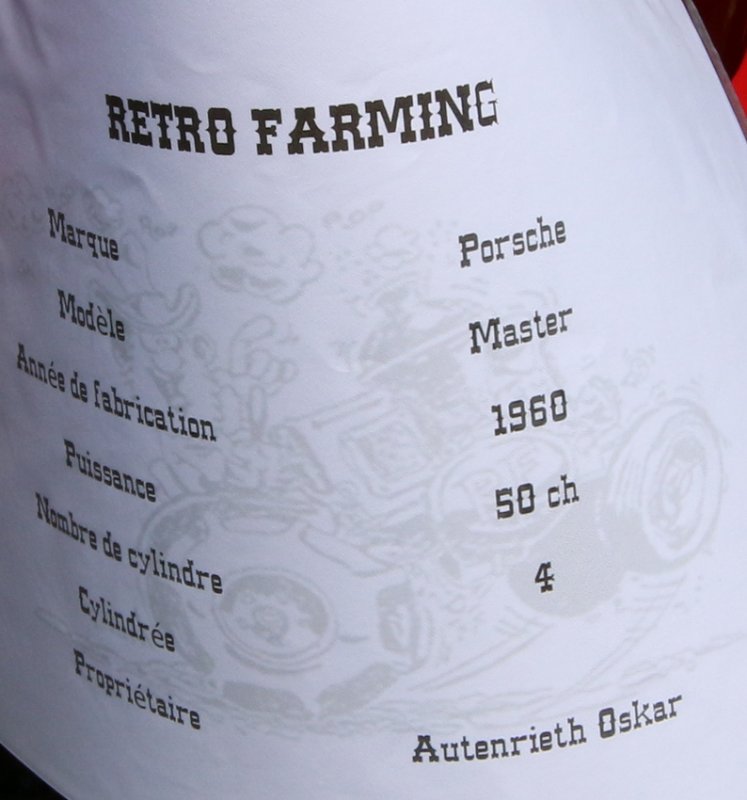 RETRO FARMING
Marque Porsche
Modèle Master
Année de fabrication 1960
Puissance 50 ch
Nombre de cylindre 4
Cylindrée
Propriétaire Autenrieth Oskar